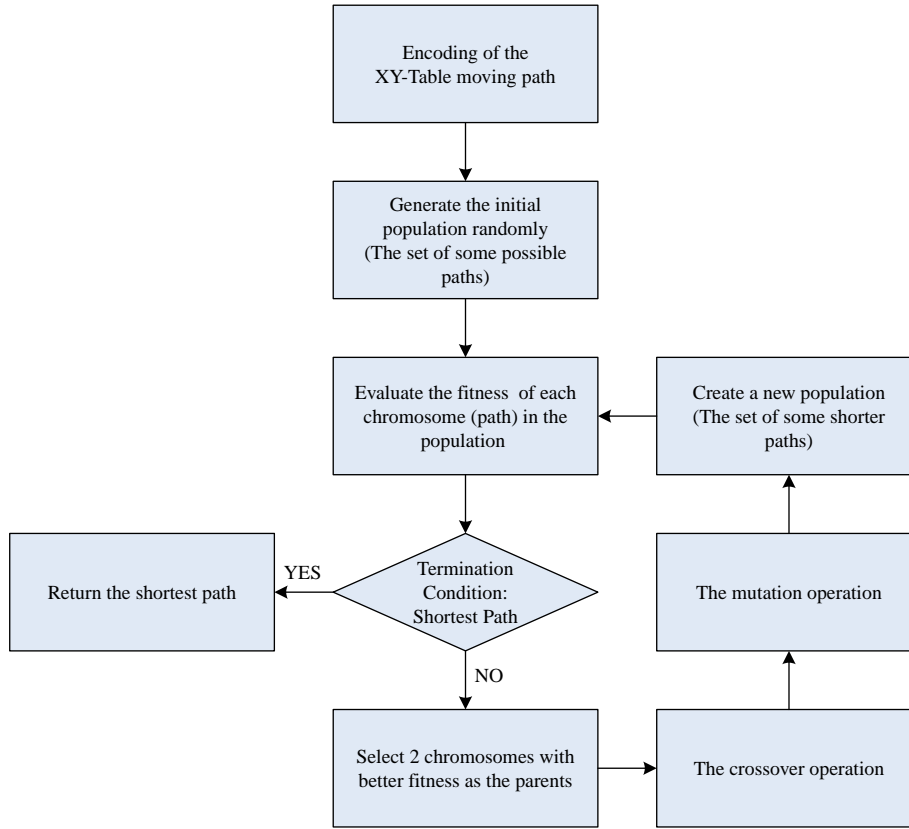 Encoding of the
XY-Table moving path
Generate the initial
population randomly
(The set of some possible
paths)
Evaluate the fitness of each
chromosome (path) in the
population
Create a new population
(The set of some shorter
paths)
Return the shortest path
YES
Termination
Condition:
Shortest Path
The mutation operation
NO
Select 2 chromosomes with
better fitness as the parents
The crossover operation